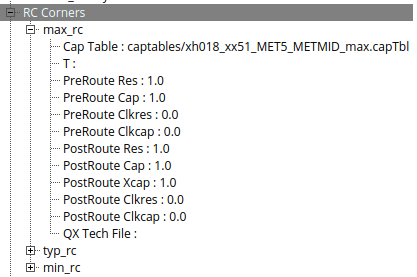 RC Corners
max_rc
Cap Table : captables/xh018_xx51_MET5_METMID_max.capTbl
T :
PreRoute Res : 1.0
PreRoute Cap : 1.0
PreRoute Clkres : 0.0
PreRoute Clkcap : 0.0
PostRoute Res : 1.0
PostRoute Cap : 1.0
PostRoute Xcap : 1.0
PostRoute Clkres : 0.0
PostRoute Clkcap : 0.0
QX Tech File :
typ_rc
min_rc